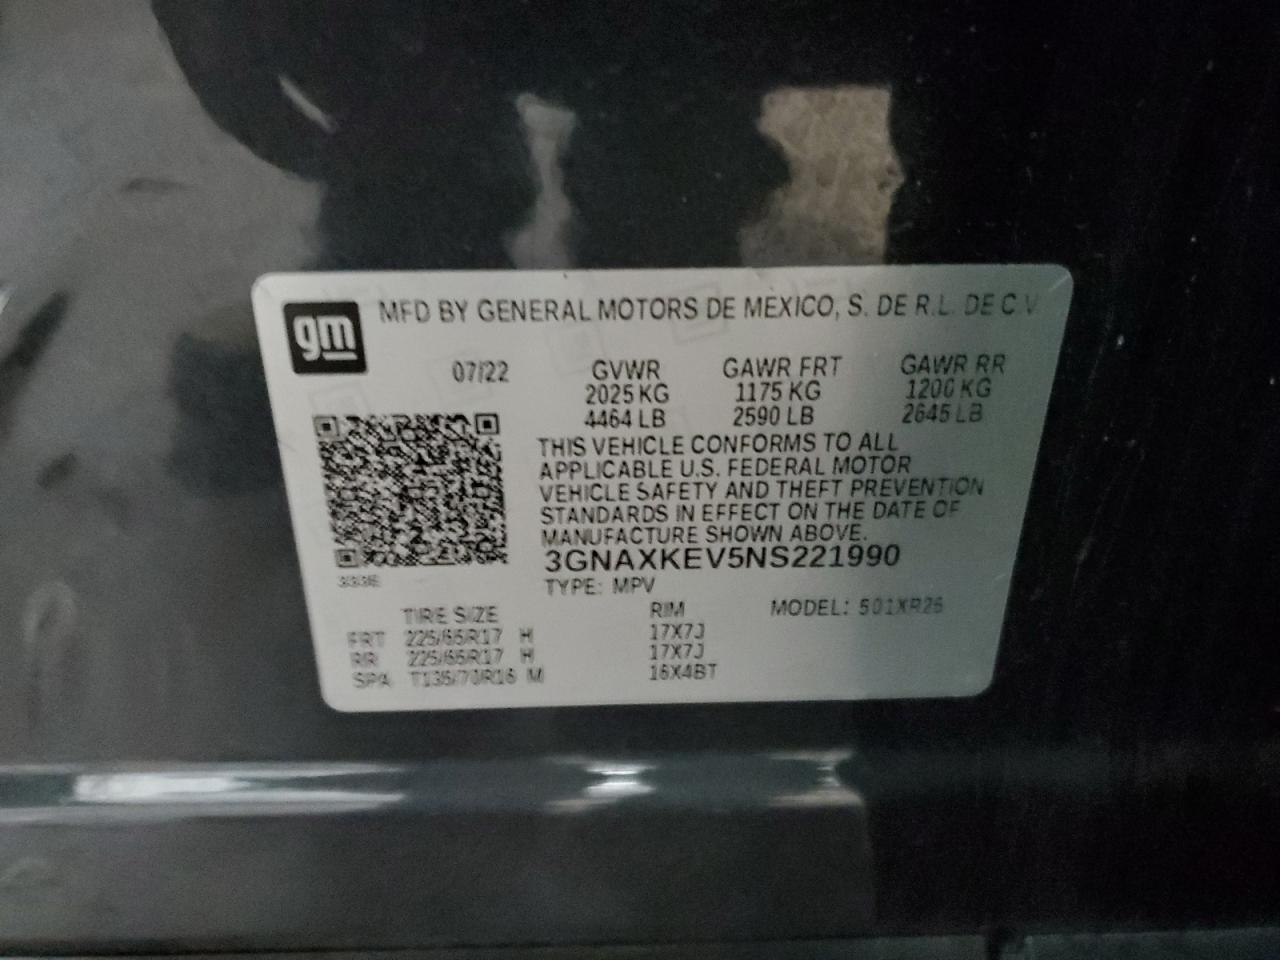 gm
MFD BY GENERAL MOTORS DE MEXICO, S. DE R.L. DE C V
07/22 GVWR GAWR FRT GAWR RR
2025 KG 1175 KG 1200 KG
4464 LB 2590 LB 2645 LB
THIS VEHICLE CONFORMS TO ALL
APPLICABLE U.S. FEDERAL MOTOR
VEHICLE SAFETY AND THEFT PREVENTION
STANDARDS IN EFFECT ON THE DATE OF
MANUFACTURE SHOWN ABOVE.
3GNAXKEV5NS221990
333E
TYPE: MPV
TIRE SIZE RIM MODEL: 501XR26
FRT 225/65R17 H 17X7J
RR 225/65R17 H 17X7J
SPA T135/70R16 M 16X4BT